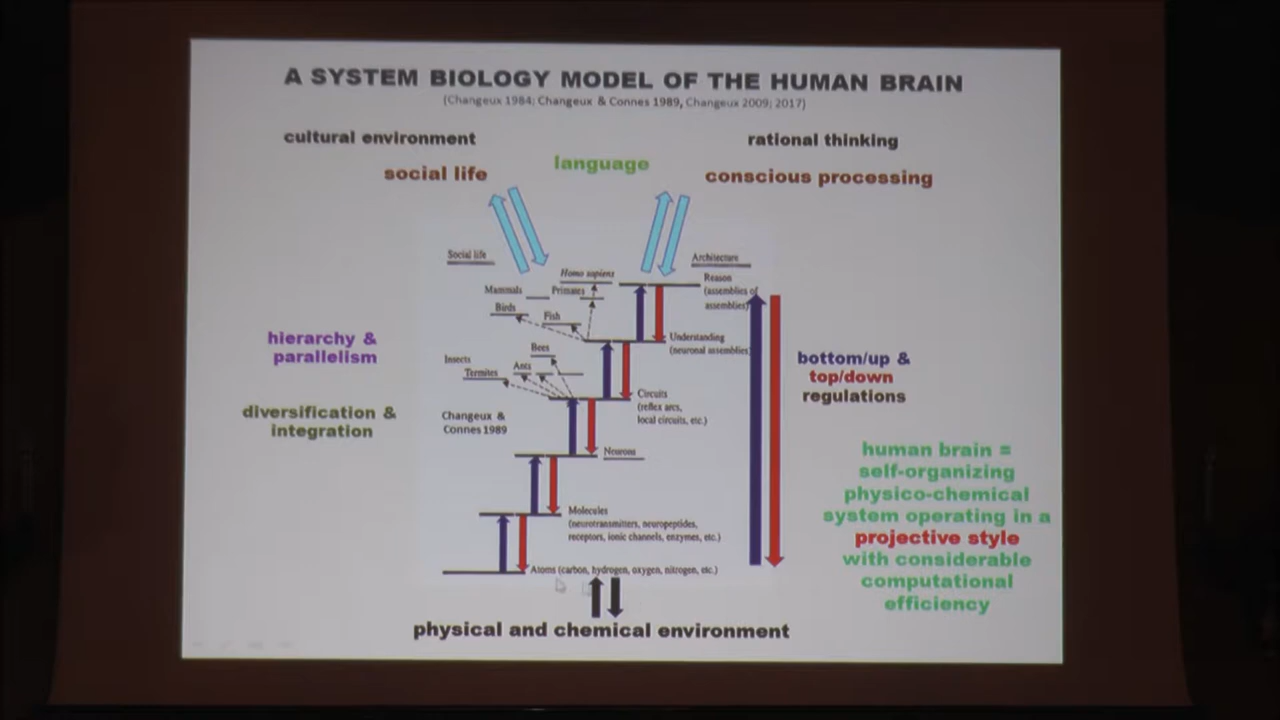 A SYSTEM BIOLOGY MODEL OF THE HUMAN BRAIN
(Changeux 1984; Changeux & Connes 1989, Changeux 2009; 2017)
cultural environment
rational thinking
language
social life
conscious processing
Social life
Architecture
Homo sapiens
Reason
(assemblies of
assemblies)
Mammals
Primates
Birds
Fish
Understanding
(neuronal assemblies)
hierarchy &
parallelism
Bees
Insects
Ants
Termites
bottom/up &
top/down
regulations
Circuits
(reflex arcs,
local circuits, etc.)
diversification &
integration
Changeux &
Connes 1989
Neurons
human brain =
self-organizing
physico-chemical
system operating in a
projective style
with considerable
computational
efficiency
Molecules
(neurotransmitters, neuropeptides,
receptors, ionic channels, enzymes, etc.)
Atoms (carbon, hydrogen, oxygen, nitrogen, etc.)
physical and chemical environment